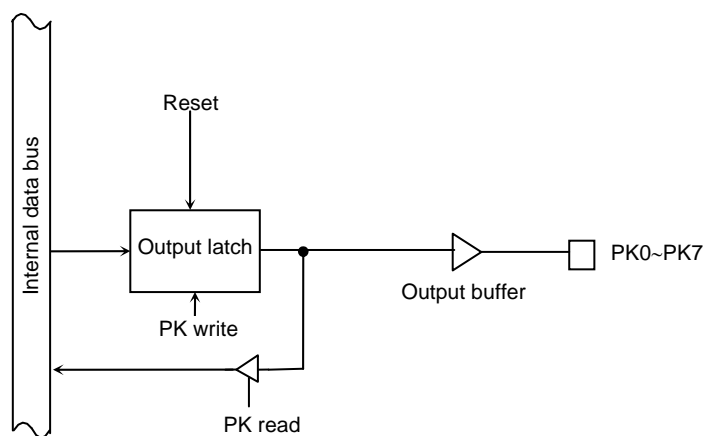 Internal data bus
Reset
Output latch
PK0~PK7
Output buffer
PK write
PK read